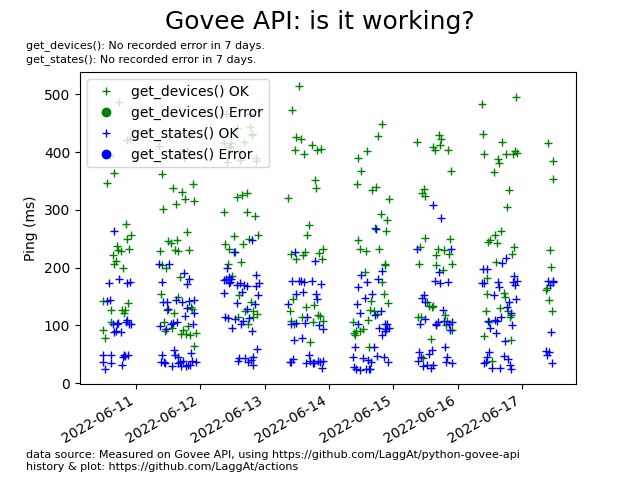 Govee API: is it working?
get_devices(): No recorded error in 7 days.
get_states(): No recorded error in 7 days.
get_devices() OK
get_devices() Error
get_states() OK
get_states() Error
Ping (ms)
500
400
300
200
100
0
2022-06-11
2022-06-12
2022-06-13
2022-06-14
2022-06-15
2022-06-16
2022-06-17
data source: Measured on Govee API, using https://github.com/LaggAt/python-govee-api
history & plot: https://github.com/LaggAt/actions